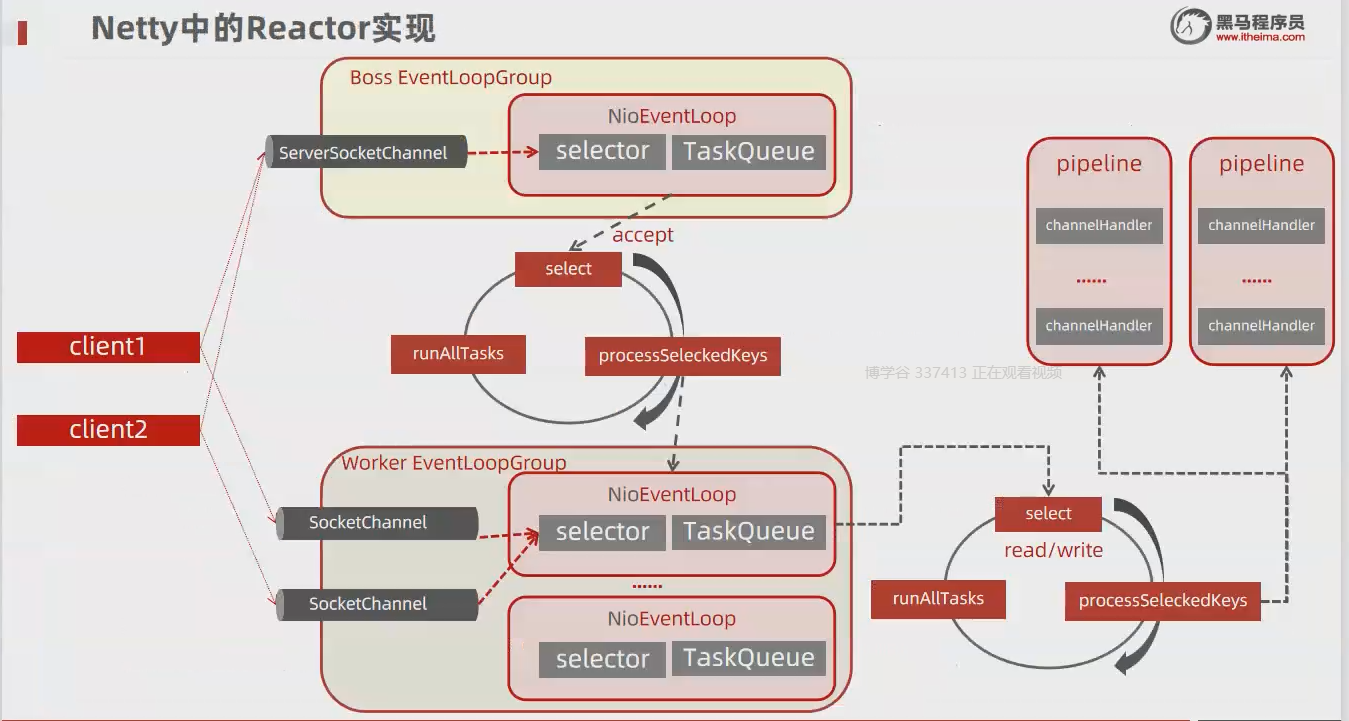 Netty中的Reactor实现
黑马程序员
www.itheima.com
Boss EventLoopGroup
NioEventLoop
ServerSocketChannel
selector
TaskQueue
accept
select
runAllTasks
processSeleckedKeys
client1
client2
Worker EventLoopGroup
NioEventLoop
SocketChannel
selector
TaskQueue
......
SocketChannel
NioEventLoop
selector
TaskQueue
pipeline
channelHandler
......
channelHandler
pipeline
channelHandler
......
channelHandler
博学谷 337413 正在观看视频
select
read/write
runAllTasks
processSeleckedKeys